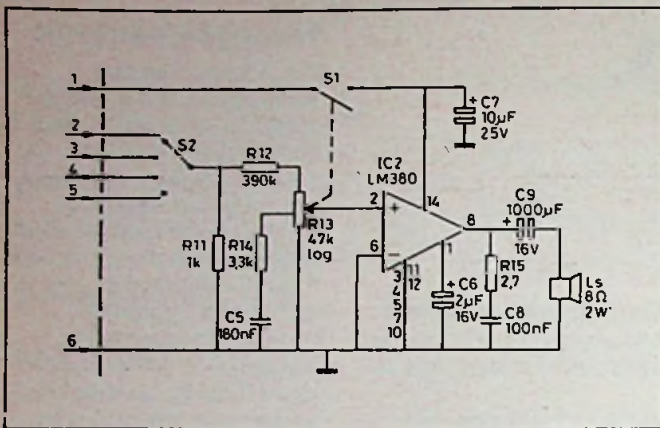 1
S1
+ C7
10µF
25V
2
S2
3
4
5
R12
390k
IC2
LM380
2
+
14
8
C9
+ 1000µF
16V
R13
47k
log
R11
1k
R14
3,3k
6
−
3
4
5
7
10
11
12
1
+ C6
2µF
16V
R15
2,7
Ls
8Ω
2W
C5
180nF
C8
100nF
6